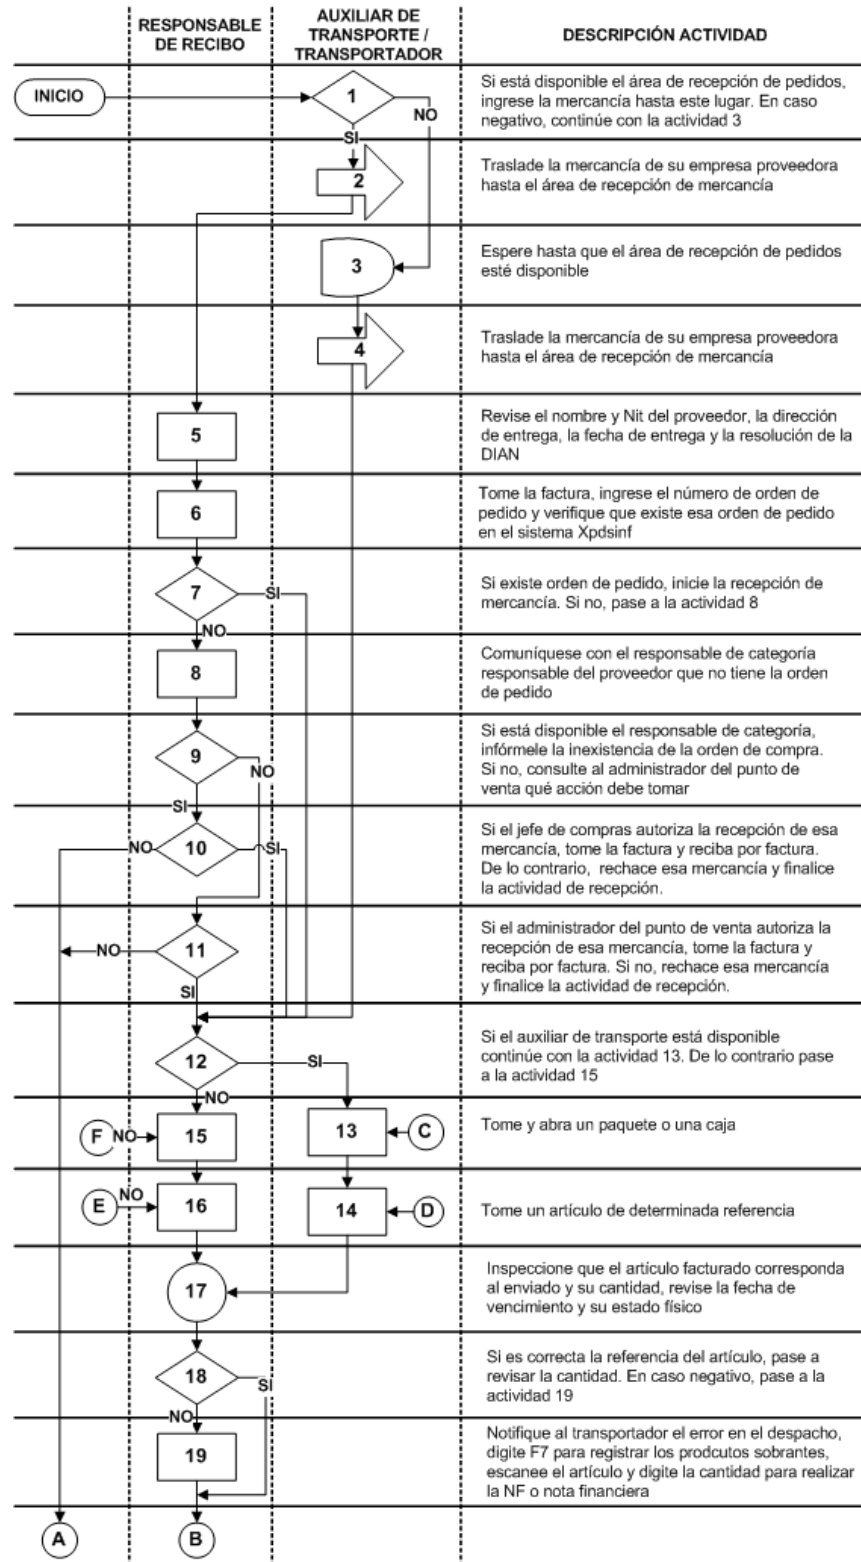 RESPONSABLE
DE RECIBO
AUXILIAR DE
TRANSPORTE /
TRANSPORTADOR
DESCRIPCIÓN ACTIVIDAD
INICIO
1
NO
SI
Si está disponible el área de recepción de pedidos,
ingrese la mercancía hasta este lugar. En caso
negativo, continúe con la actividad 3
2
Traslade la mercancía de su empresa proveedora
hasta el área de recepción de mercancía
3
Espere hasta que el área de recepción de pedidos
esté disponible
4
Traslade la mercancía de su empresa proveedora
hasta el área de recepción de mercancía
5
Revise el nombre y Nit del proveedor, la dirección
de entrega, la fecha de entrega y la resolución de la
DIAN
6
Tome la factura, ingrese el número de orden de
pedido y verifique que existe esa orden de pedido
en el sistema Xpdsinf
7
SI
NO
Si existe orden de pedido, inicie la recepción de
mercancía. Si no, pase a la actividad 8
8
Comuníquese con el responsable de categoría
responsable del proveedor que no tiene la orden
de pedido
9
NO
SI
Si está disponible el responsable de categoría,
infórmele la inexistencia de la orden de compra.
Si no, consulte al administrador del punto de
venta qué acción debe tomar
NO
10
SI
Si el jefe de compras autoriza la recepción de esa
mercancía, tome la factura y reciba por factura.
De lo contrario, rechace esa mercancía y finalice
la actividad de recepción.
NO
11
SI
Si el administrador del punto de venta autoriza la
recepción de esa mercancía, tome la factura y
reciba por factura. Si no, rechace esa mercancía
y finalice la actividad de recepción.
12
SI
NO
Si el auxiliar de transporte está disponible
continúe con la actividad 13. De lo contrario pase
a la actividad 15
F
NO
15
13
C
Tome y abra un paquete o una caja
E
NO
16
14
D
Tome un artículo de determinada referencia
17
Inspeccione que el artículo facturado corresponda
al enviado y su cantidad, revise la fecha de
vencimiento y su estado físico
18
SI
NO
Si es correcta la referencia del artículo, pase a
revisar la cantidad. En caso negativo, pase a la
actividad 19
19
Notifique al transportador el error en el despacho,
digite F7 para registrar los prodcutos sobrantes,
escanee el artículo y digite la cantidad para realizar
la NF o nota financiera
A
B